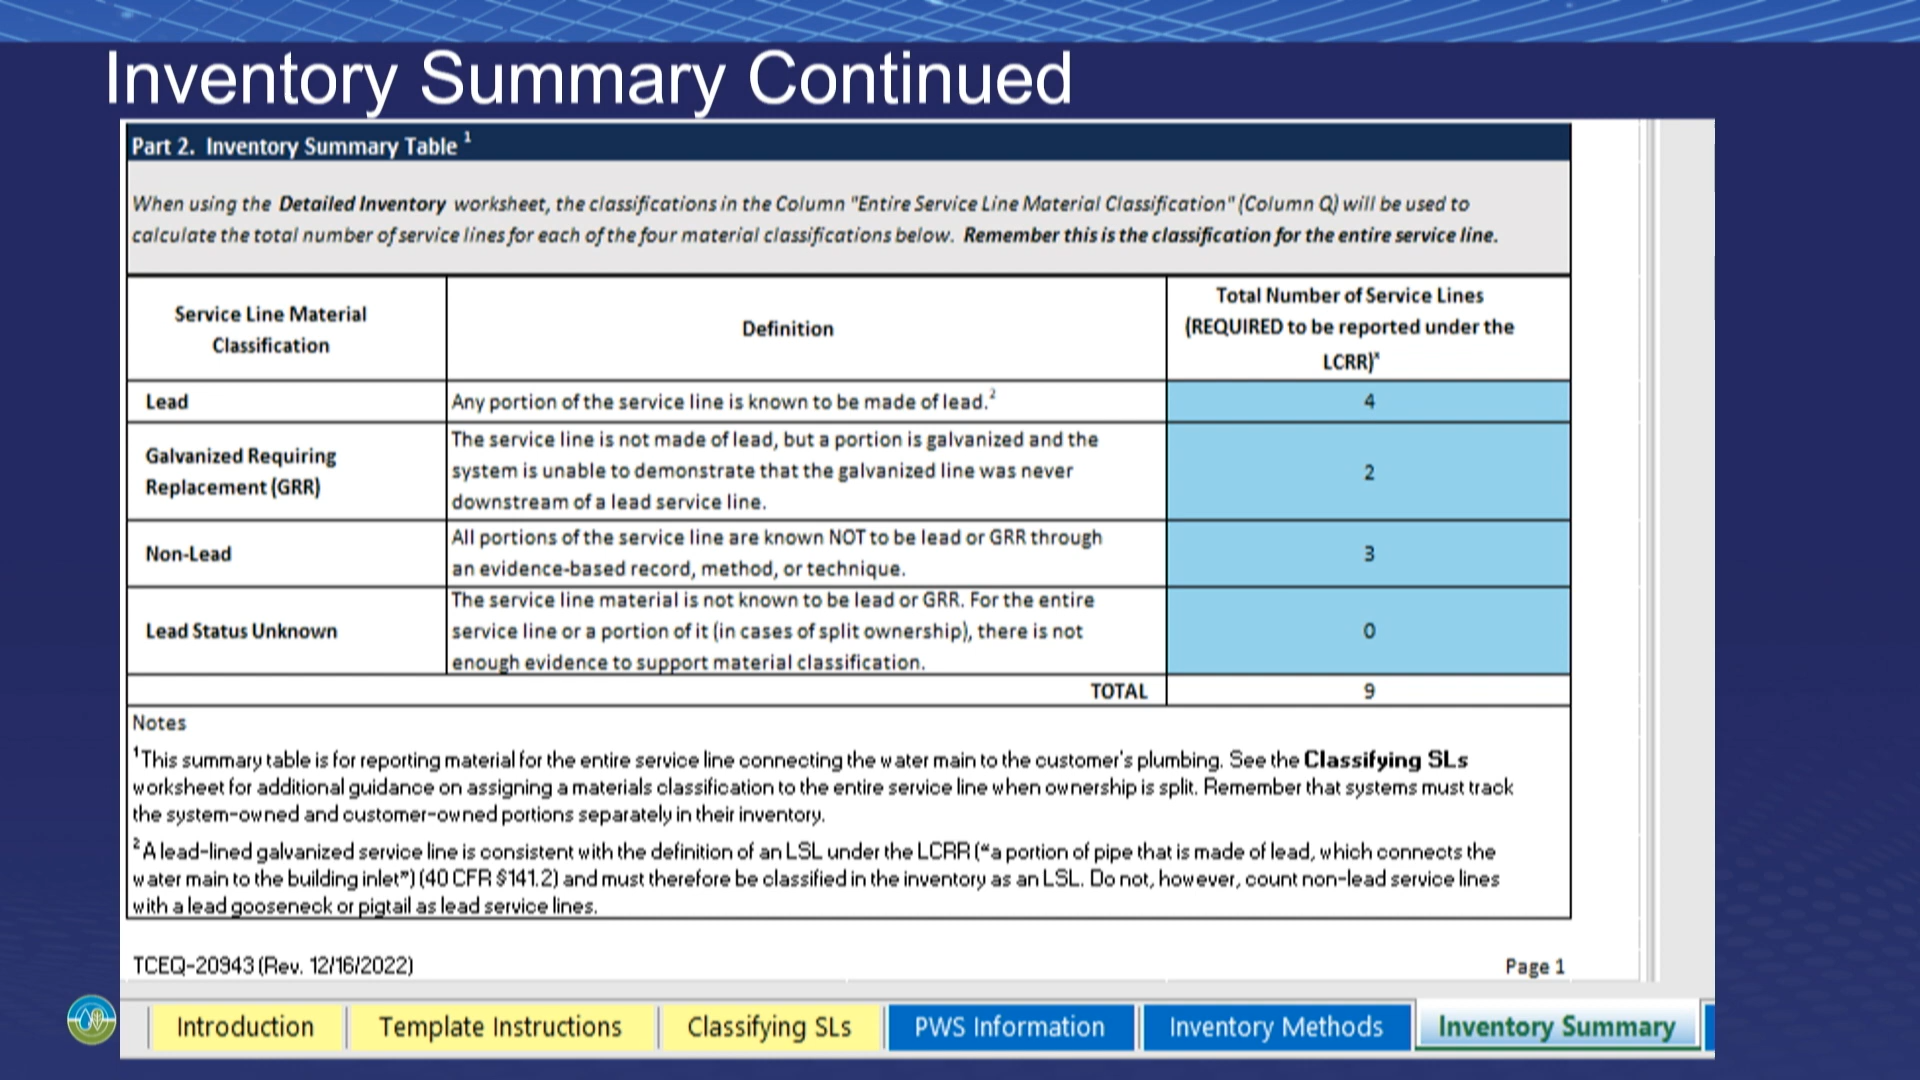 Inventory Summary Continued
Part 2. Inventory Summary Table 1
When using the Detailed Inventory worksheet, the classifications in the Column "Entire Service Line Material Classification" (Column Q) will be used to
calculate the total number of service lines for each of the four material classifications below. Remember this is the classification for the entire service line.
Service Line Material
Classification
Definition
Total Number of Service Lines
(REQUIRED to be reported under the
LCRR)*
Lead
Any portion of the service line is known to be made of lead.2
4
Galvanized Requiring
Replacement (GRR)
The service line is not made of lead, but a portion is galvanized and the
system is unable to demonstrate that the galvanized line was never
downstream of a lead service line.
2
Non-Lead
All portions of the service line are known NOT to be lead or GRR through
an evidence-based record, method, or technique.
3
Lead Status Unknown
The service line material is not known to be lead or GRR. For the entire
service line or a portion of it (in cases of split ownership), there is not
enough evidence to support material classification.
0
TOTAL
9
Notes
1This summary table is for reporting material for the entire service line connecting the water main to the customer's plumbing. See the Classifying SLs
worksheet for additional guidance on assigning a materials classification to the entire service line when ownership is split. Remember that systems must track
the system-owned and customer-owned portions separately in their inventory.
2A lead-lined galvanized service line is consistent with the definition of an LSL under the LCRR (“a portion of pipe that is made of lead, which connects the
water main to the building inlet”) (40 CFR §141.2) and must therefore be classified in the inventory as an LSL. Do not, however, count non-lead service lines
with a lead gooseneck or pigtail as lead service lines.
TCEQ-20943 (Rev. 12/16/2022)
Page 1
Introduction
Template Instructions
Classifying SLs
PWS Information
Inventory Methods
Inventory Summary